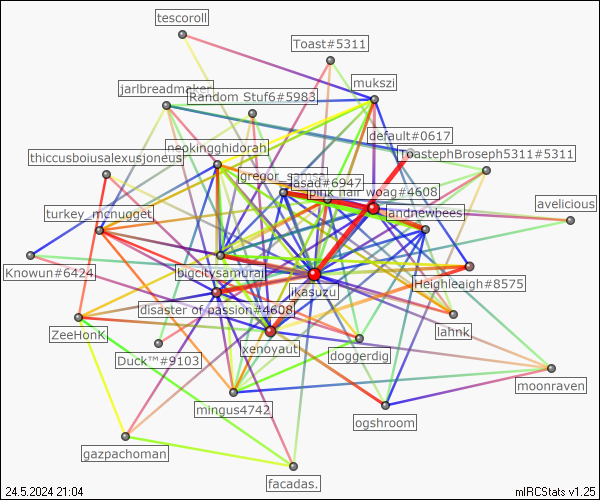 tescoroll
Toast#5311
mukszi
jarlbreadmaker
Random Stuf6#5983
default#0617
neokingghidorah
ToastephBroseph5311#5311
thiccusboiusalexusjoneus
gregor_samsa
asad#6947
pink hair woag#4608
avelicious
turkey_mcnugget
andnewbees
Knowun#6424
bigcitysamurai
ikasuzu
Heighleaigh#8575
disaster of passion#4608
ZeeHonK
xenoyaut
lahnk
Duck™#9103
doggerdig
moonraven
mingus4742
ogshroom
gazpachoman
facadas.
24.5.2024 21:04
mIRCStats v1.25